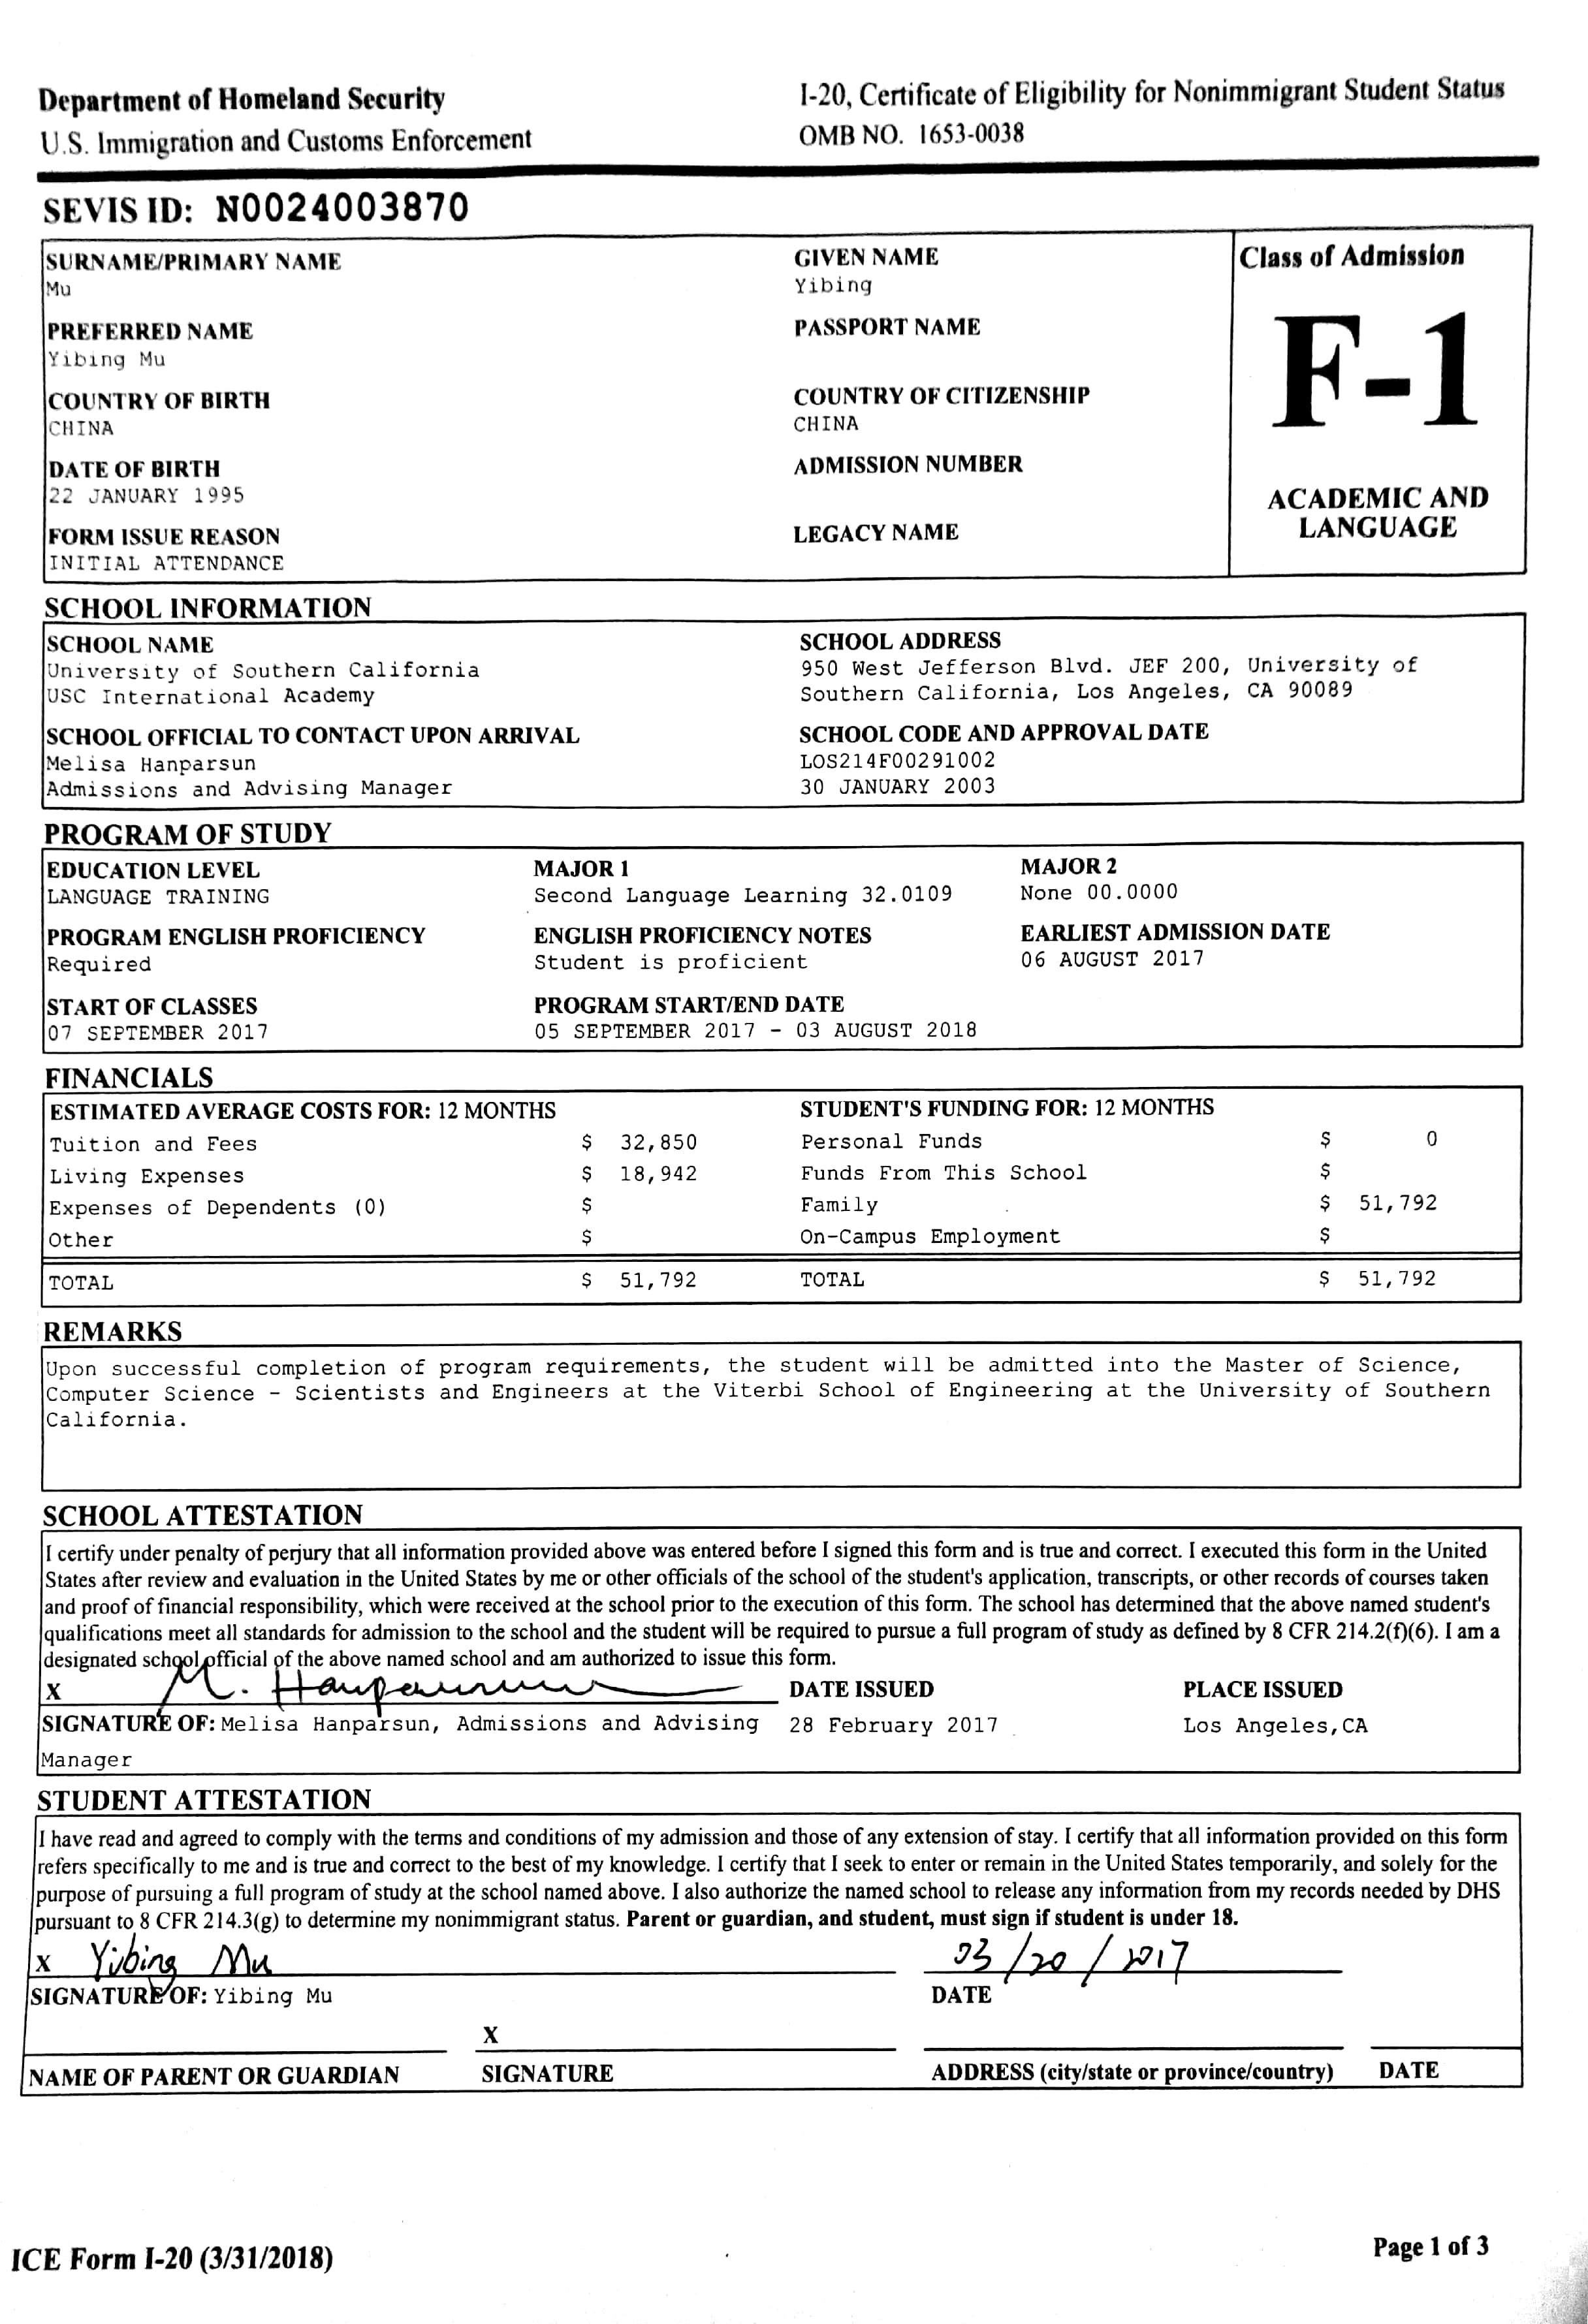 Department of Homeland Security
U.S. Immigration and Customs Enforcement
I-20, Certificate of Eligibility for Nonimmigrant Student Status
OMB NO. 1653-0038
SEVIS ID: N0024003870
SURNAME/PRIMARY NAME
Mu
GIVEN NAME
Yibing
Class of Admission
PREFERRED NAME
Yibing Mu
PASSPORT NAME
F-1
COUNTRY OF BIRTH
CHINA
COUNTRY OF CITIZENSHIP
CHINA
DATE OF BIRTH
22 JANUARY 1995
ADMISSION NUMBER
ACADEMIC AND
LANGUAGE
FORM ISSUE REASON
INITIAL ATTENDANCE
LEGACY NAME
SCHOOL INFORMATION
SCHOOL NAME
University of Southern California
USC International Academy
SCHOOL ADDRESS
950 West Jefferson Blvd. JEF 200, University of
Southern California, Los Angeles, CA 90089
SCHOOL OFFICIAL TO CONTACT UPON ARRIVAL
Melisa Hanparsun
Admissions and Advising Manager
SCHOOL CODE AND APPROVAL DATE
LOS214F00291002
30 JANUARY 2003
PROGRAM OF STUDY
EDUCATION LEVEL
LANGUAGE TRAINING
MAJOR 1
Second Language Learning 32.0109
MAJOR 2
None 00.0000
PROGRAM ENGLISH PROFICIENCY
Required
ENGLISH PROFICIENCY NOTES
Student is proficient
EARLIEST ADMISSION DATE
06 AUGUST 2017
START OF CLASSES
07 SEPTEMBER 2017
PROGRAM START/END DATE
05 SEPTEMBER 2017 - 03 AUGUST 2018
FINANCIALS
ESTIMATED AVERAGE COSTS FOR: 12 MONTHS
STUDENT'S FUNDING FOR: 12 MONTHS
Tuition and Fees $ 32,850 Personal Funds $ 0
Living Expenses $ 18,942 Funds From This School $
Expenses of Dependents (0) $ Family $ 51,792
Other $ On-Campus Employment $
TOTAL $ 51,792 TOTAL $ 51,792
REMARKS
Upon successful completion of program requirements, the student will be admitted into the Master of Science,
Computer Science - Scientists and Engineers at the Viterbi School of Engineering at the University of Southern
California.
SCHOOL ATTESTATION
I certify under penalty of perjury that all information provided above was entered before I signed this form and is true and correct. I executed this form in the United
States after review and evaluation in the United States by me or other officials of the school of the student's application, transcripts, or other records of courses taken
and proof of financial responsibility, which were received at the school prior to the execution of this form. The school has determined that the above named student's
qualifications meet all standards for admission to the school and the student will be required to pursue a full program of study as defined by 8 CFR 214.2(f)(6). I am a
designated school official of the above named school and am authorized to issue this form.
X M. Hanparsun
DATE ISSUED
PLACE ISSUED
SIGNATURE OF: Melisa Hanparsun, Admissions and Advising
Manager
28 February 2017
Los Angeles,CA
STUDENT ATTESTATION
I have read and agreed to comply with the terms and conditions of my admission and those of any extension of stay. I certify that all information provided on this form
refers specifically to me and is true and correct to the best of my knowledge. I certify that I seek to enter or remain in the United States temporarily, and solely for the
purpose of pursuing a full program of study at the school named above. I also authorize the named school to release any information from my records needed by DHS
pursuant to 8 CFR 214.3(g) to determine my nonimmigrant status. Parent or guardian, and student, must sign if student is under 18.
X Yibing Mu
03/20/2017
SIGNATURE OF: Yibing Mu
DATE
X
NAME OF PARENT OR GUARDIAN
SIGNATURE
ADDRESS (city/state or province/country)
DATE
ICE Form I-20 (3/31/2018)
Page 1 of 3